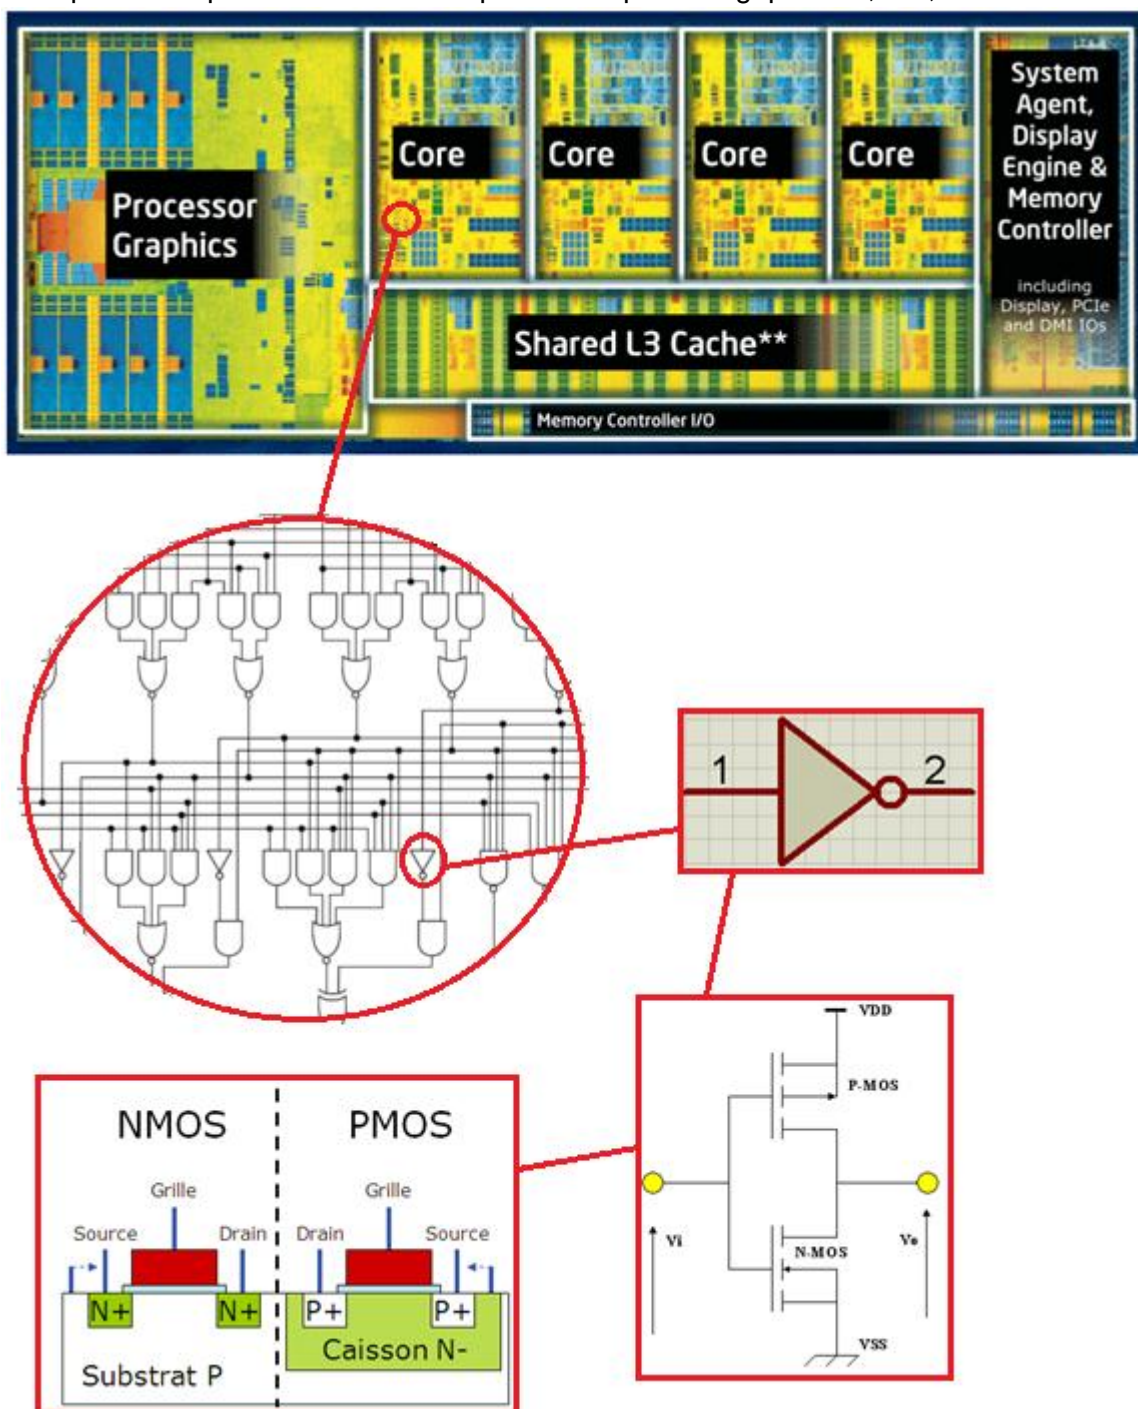 Processor
Graphics
Core
Core
Core
Core
System
Agent,
Display
Engine &
Memory
Controller
including
Display, PCIe
and DMI IOs
Shared L3 Cache**
Memory Controller I/O
1
2
VDD
P-MOS
Vi
N-MOS
Vo
VSS
NMOS
PMOS
Grille
Grille
Source
Drain
Drain
Source
N+
N+
P+
P+
Caisson N-
Substrat P